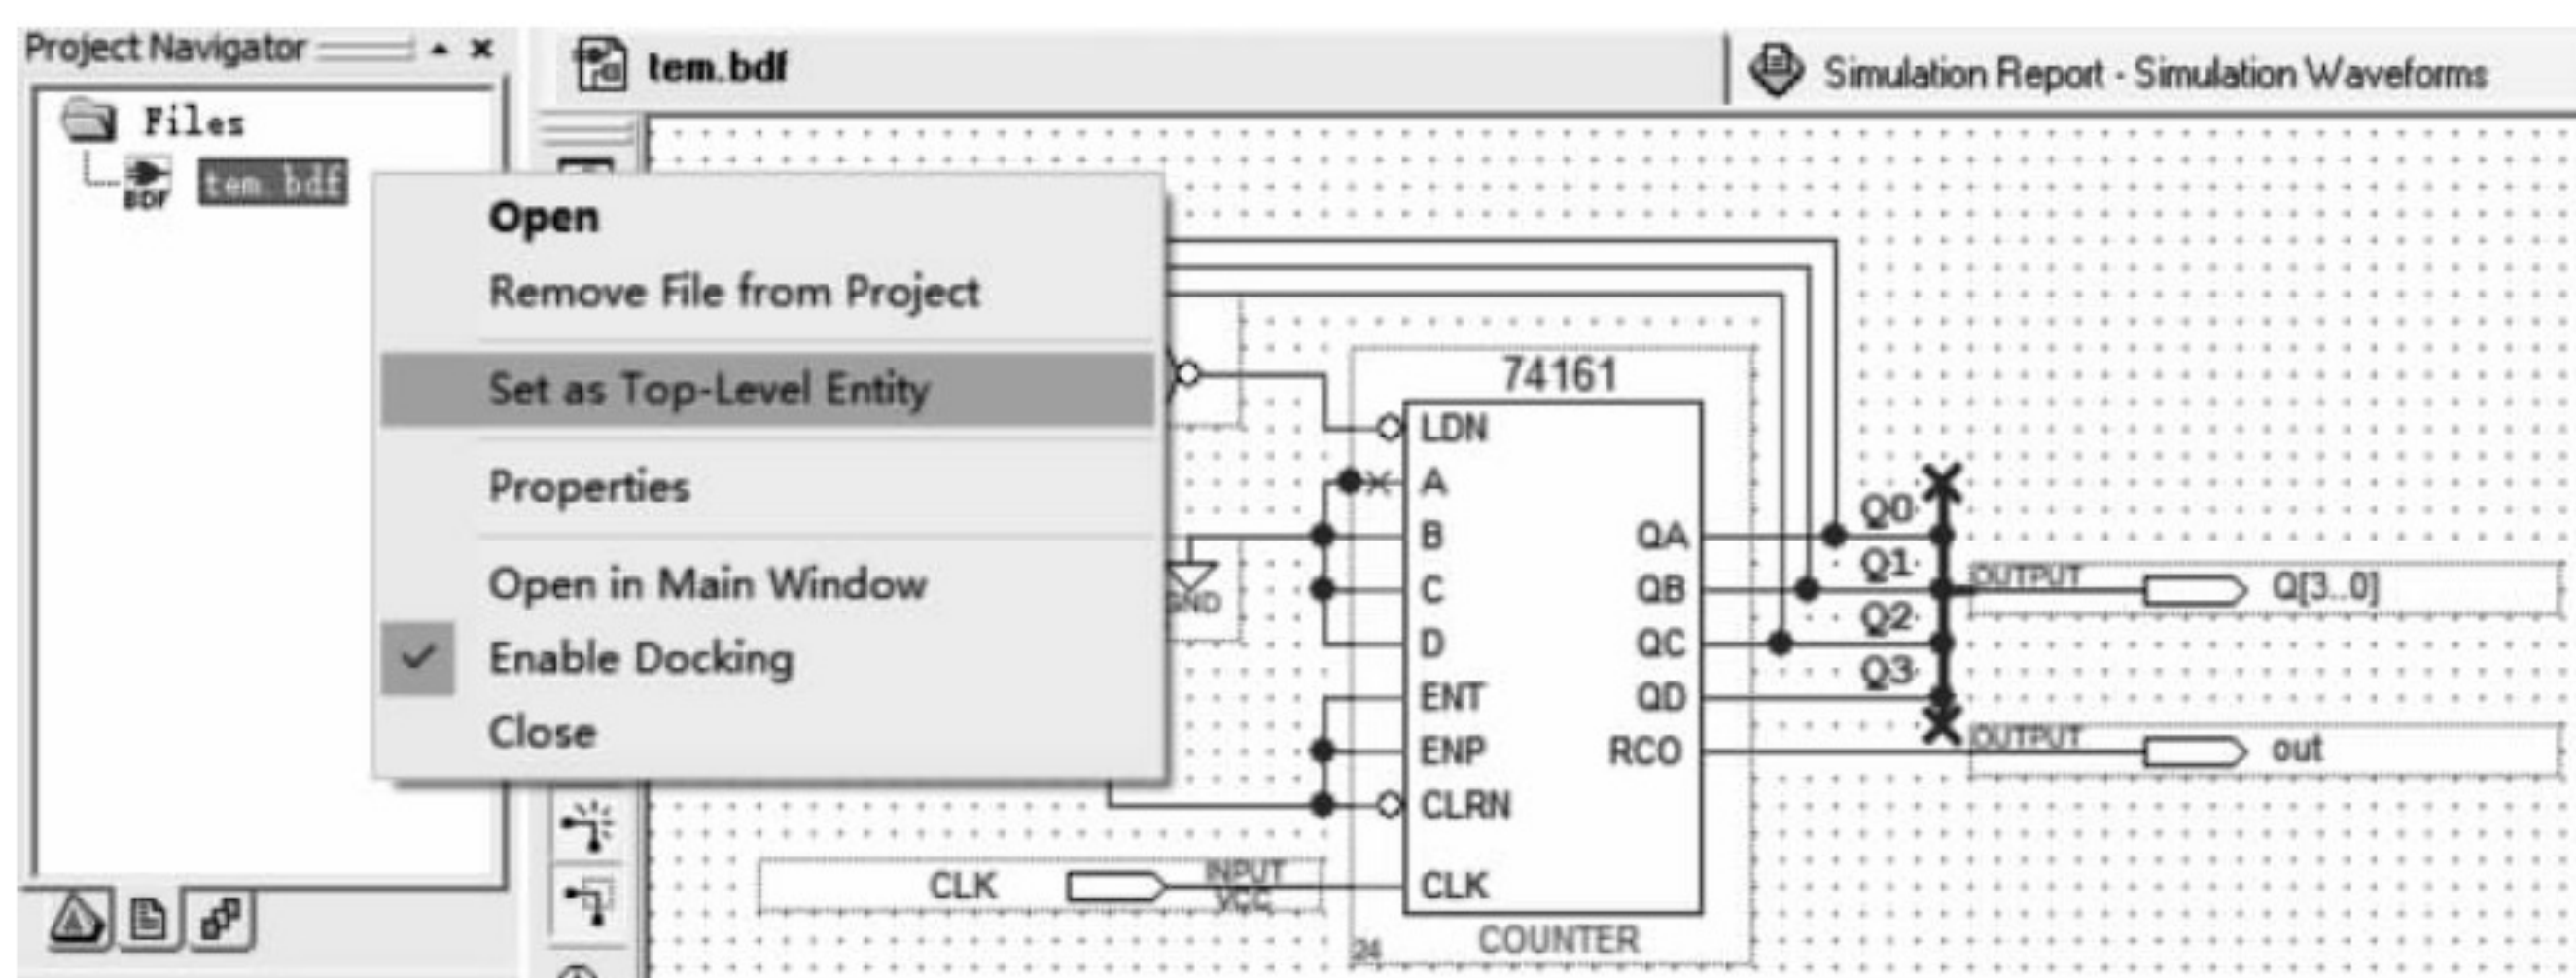 Project Navigator
tem.bdf
Simulation Report - Simulation Waveforms
Files
BDF
tem.bdf
Open
Remove File from Project
Set as Top-Level Entity
Properties
Open in Main Window
Enable Docking
Close
74161
LDN
A
B
C
D
ENT
ENP
CLRN
CLK
QA
QB
QC
QD
RCO
COUNTER
24
GND
Q0
Q1
Q2
Q3
OUTPUT
Q[3..0]
OUTPUT
out
CLK
INPUT
VCC